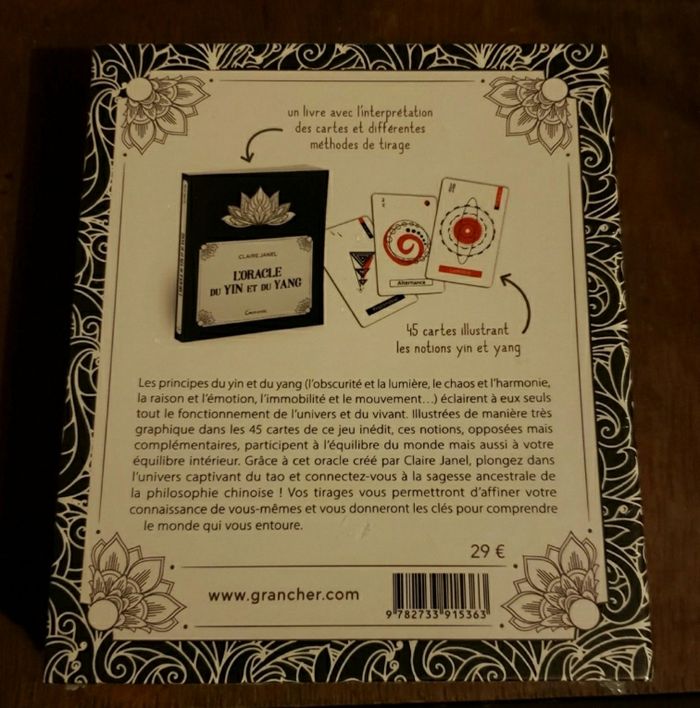 un livre avec l'interprétation
des cartes et différentes
méthodes de tirage
CLAIRE JANEL
L'ORACLE
DU YIN ET DU YANG
Alternance
45 cartes illustrant
les notions yin et yang
Les principes du yin et du yang (l'obscurité et la lumière, le chaos et l'harmonie,
la raison et l'émotion, l'immobilité et le mouvement...) éclairent à eux seuls
tout le fonctionnement de l'univers et du vivant. Illustrées de manière très
graphique dans les 45 cartes de ce jeu inédit, ces notions, opposées mais
complémentaires, participent à l'équilibre du monde mais aussi à votre
équilibre intérieur. Grâce à cet oracle créé par Claire Janel, plongez dans
l'univers captivant du tao et connectez-vous à la sagesse ancestrale de
la philosophie chinoise ! Vos tirages vous permettront d'affiner votre
connaissance de vous-mêmes et vous donneront les clés pour comprendre
le monde qui vous entoure.
29 €
www.grancher.com
9 782733 915363